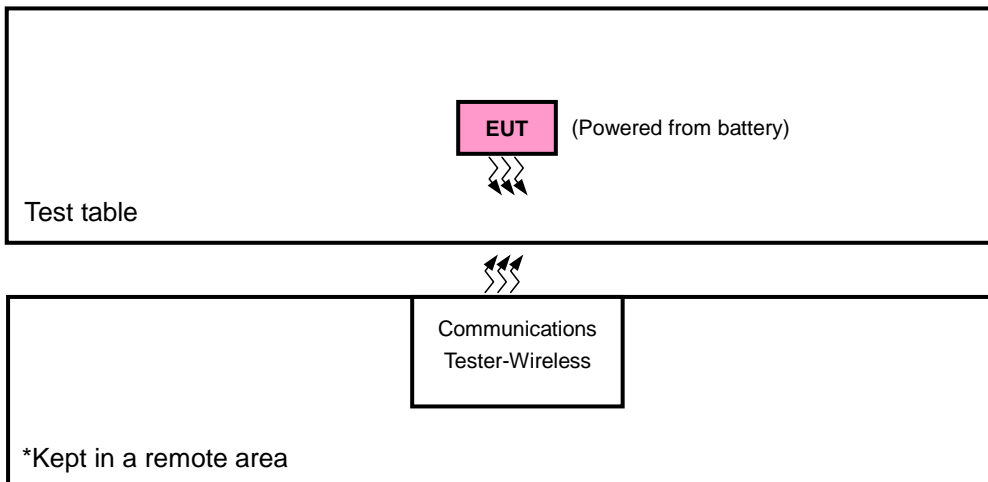 EUT (Powered from battery)
Test table
Communications
Tester-Wireless
*Kept in a remote area